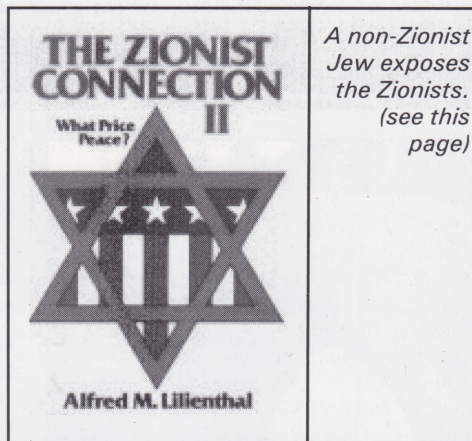 THE ZIONIST
CONNECTION
II
What Price
Peace?
Alfred M. Lilienthal
A non-Zionist
Jew exposes
the Zionists.
(see this
page)